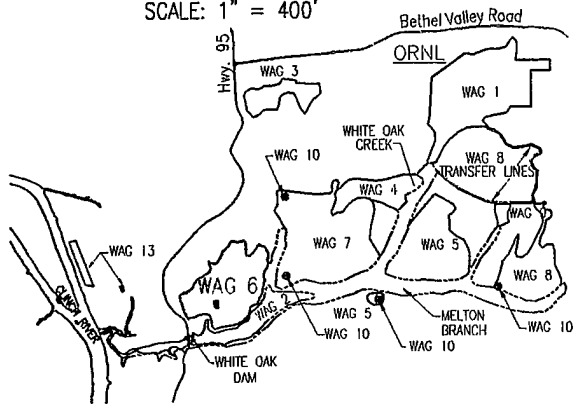 SCALE: 1" = 400'
Bethel Valley Road
Hwy. 95
ORNL
WAG 3
WAG 1
WHITE OAK
CREEK
WAG 8
TRANSFER LINES
WAG 10
WAG 4
WAG
WAG 13
WAG 7
WAG 5
WAG 8
WAG 6
WAG 2
CLINCH RIVER
WAG 5
MELTON
BRANCH
WAG 10
WAG 10
WAG 10
WHITE OAK
DAM